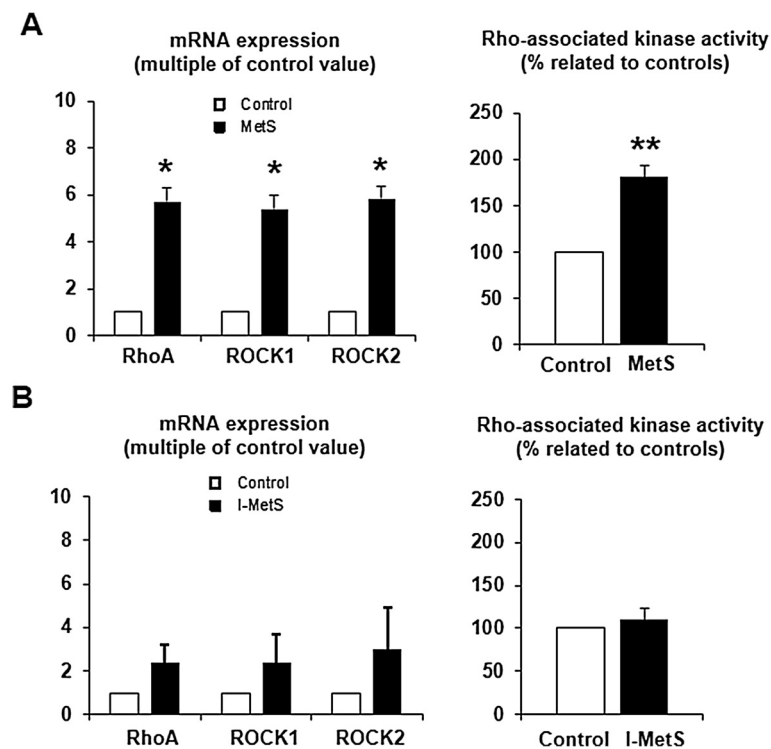 A
mRNA expression
(multiple of control value)
Control
MetS
10
8
6
4
2
0
*
*
*
RhoA
ROCK1
ROCK2
Rho-associated kinase activity
(% related to controls)
250
200
150
100
50
0
**
Control
MetS
B
mRNA expression
(multiple of control value)
Control
I-MetS
10
8
6
4
2
0
RhoA
ROCK1
ROCK2
Rho-associated kinase activity
(% related to controls)
250
200
150
100
50
0
Control
I-MetS